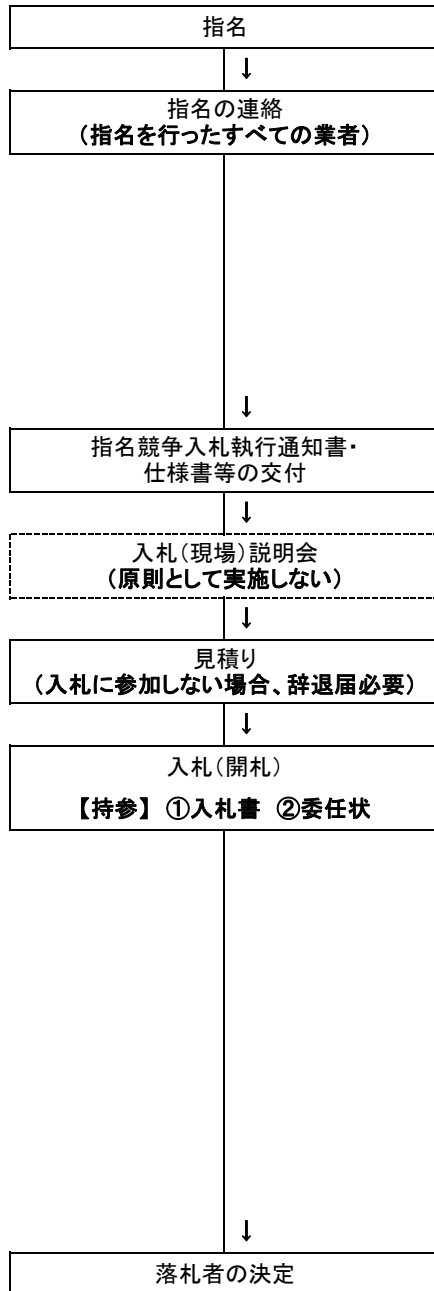 指名
↓
指名の連絡
(指名を行ったすべての業者)
↓
指名競争入札執行通知書・
仕様書等の交付
↓
入札(現場)説明会
(原則として実施しない)
↓
見積り
(入札に参加しない場合、辞退届必要)
↓
入札(開札)
【持参】 ①入札書 ②委任状
↓
落札者の決定